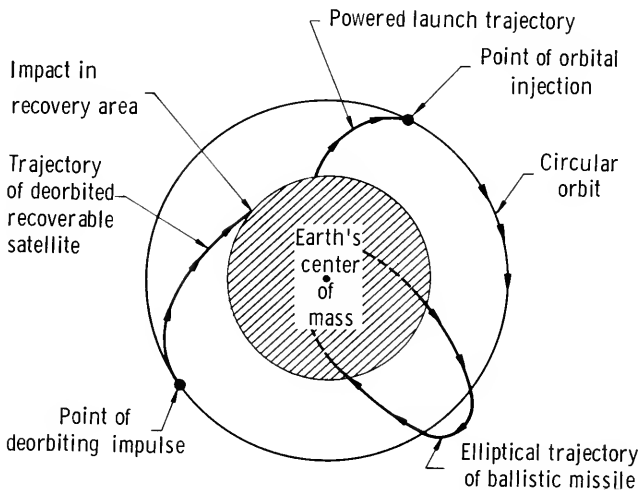 Powered launch trajectory
Point of orbital
injection
Impact in
recovery area
Trajectory
of deorbited
recoverable
satellite
Circular
orbit
Earth's
center
of
mass
Point of
deorbiting impulse
Elliptical trajectory
of ballistic missile